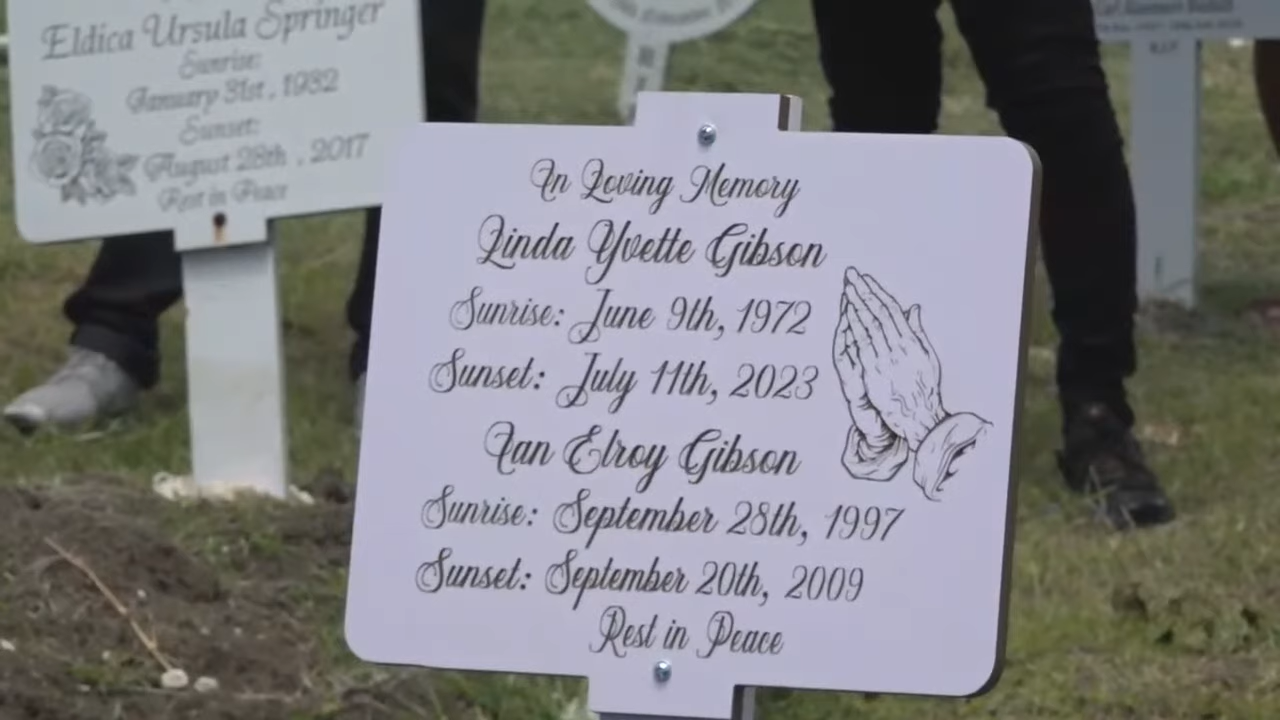 Eldica Ursula Springer
Sunrise:
January 31st, 1932
Sunset:
August 28th, 2017
Rest in Peace
In Loving Memory
Linda Yvette Gibson
Sunrise: June 9th, 1972
Sunset: July 11th, 2023
Ian Elroy Gibson
Sunrise: September 28th, 1997
Sunset: September 20th, 2009
Rest in Peace
R.I.P